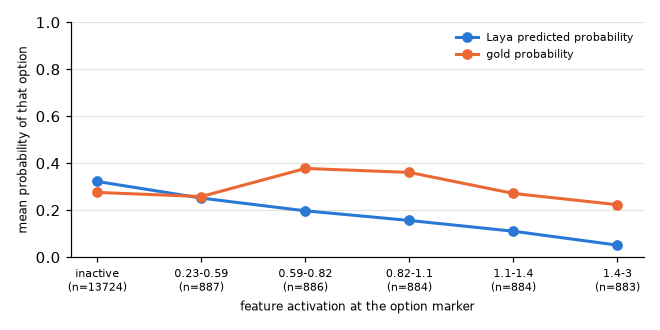 1.0
0.8
0.6
0.4
0.2
0.0
mean probability of that option
Laya predicted probability
gold probability
inactive
(n=13724)
0.23-0.59
(n=887)
0.59-0.82
(n=886)
0.82-1.1
(n=884)
1.1-1.4
(n=884)
1.4-3
(n=883)
feature activation at the option marker